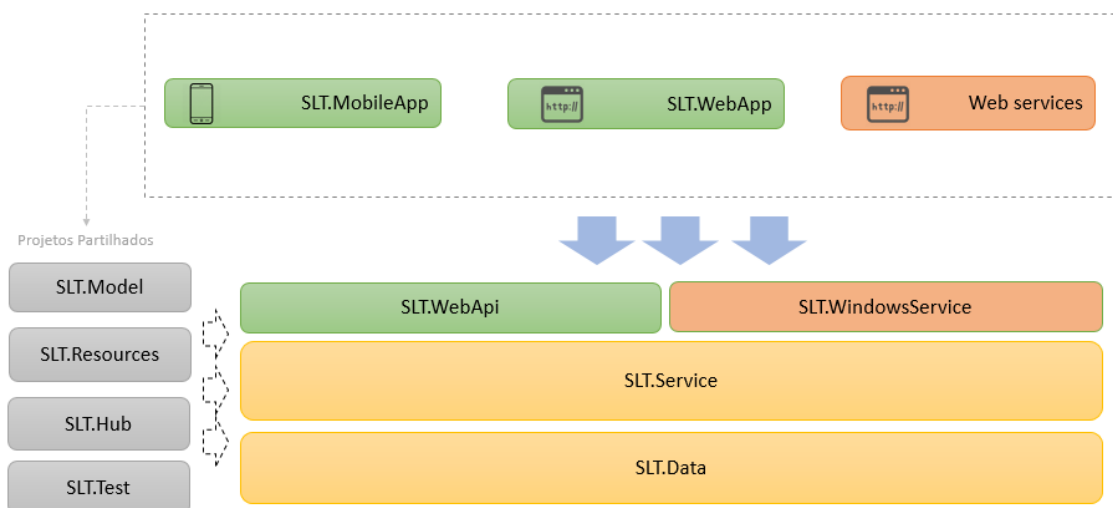 SLT.MobileApp
http://
SLT.WebApp
http://
Web services
Projetos Partilhados
SLT.Model
SLT.Resources
SLT.Hub
SLT.Test
SLT.WebApi
SLT.WindowsService
SLT.Service
SLT.Data